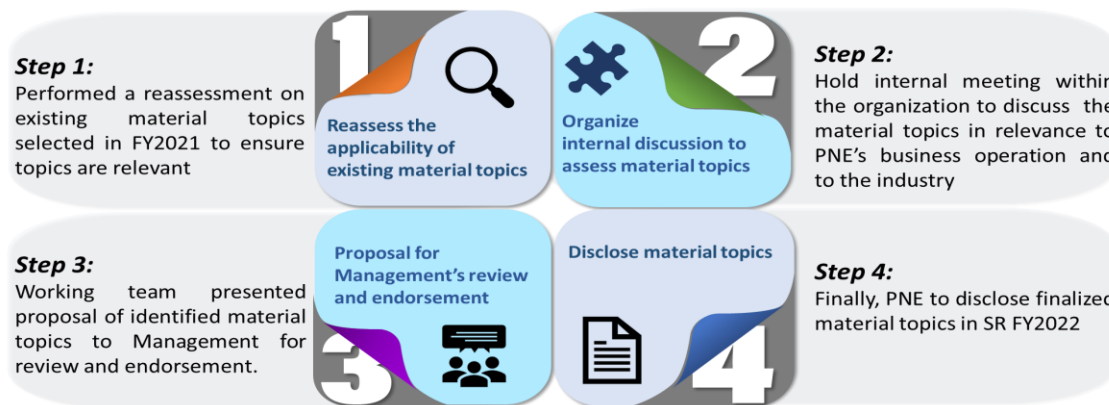 Step 1:
Performed a reassessment on
existing material topics
selected in FY2021 to ensure
topics are relevant
1
Reassess the
applicability of
existing material topics
2
Organize
internal discussion to
assess material topics
Step 2:
Hold internal meeting within
the organization to discuss the
material topics in relevance to
PNE's business operation and
to the industry
Step 3:
Working team presented
proposal of identified material
topics to Management for
review and endorsement.
3
Proposal for
Management's review
and endorsement
Disclose material topics
4
Step 4:
Finally, PNE to disclose finalized
material topics in SR FY2022